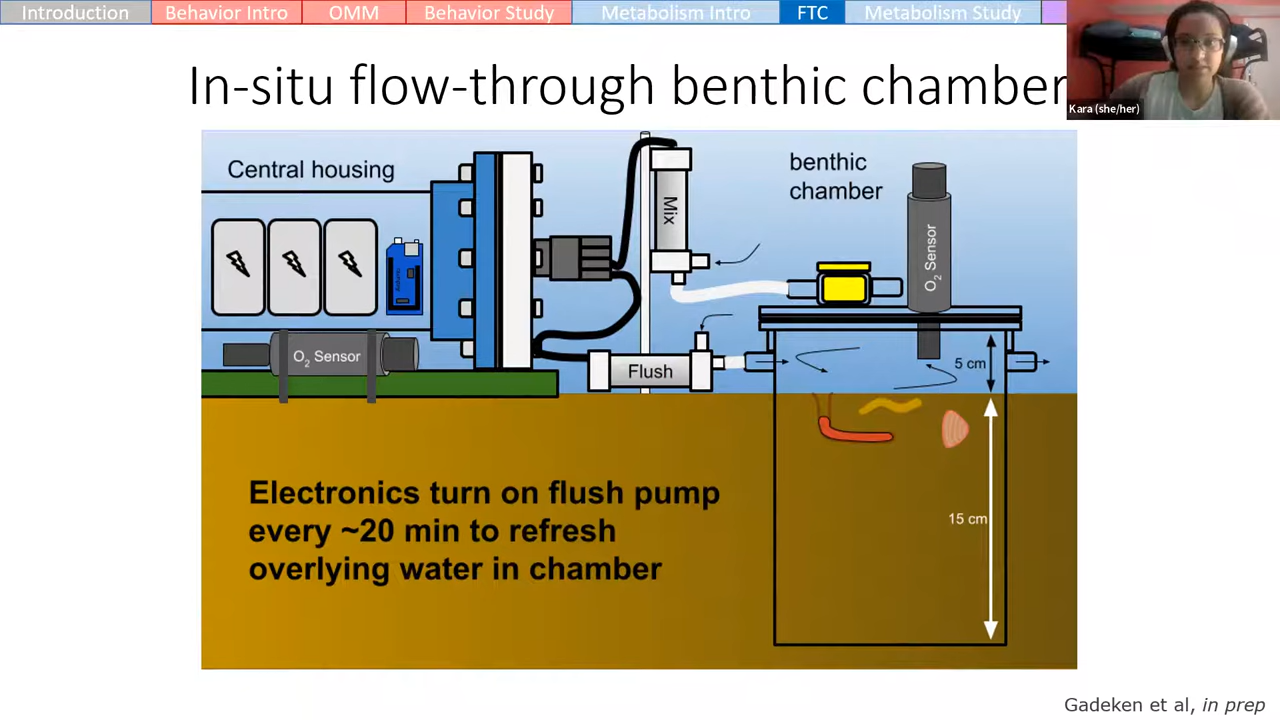 Introduction
Behavior Intro
OMM
Behavior Study
Metabolism Intro
FTC
Metabolism Study
In-situ flow-through benthic chamber
Kara (she/her)
Central housing
benthic
chamber
Mix
O2 Sensor
O2 Sensor
Flush
5 cm
15 cm
Electronics turn on flush pump
every ~20 min to refresh
overlying water in chamber
Gadeken et al, in prep